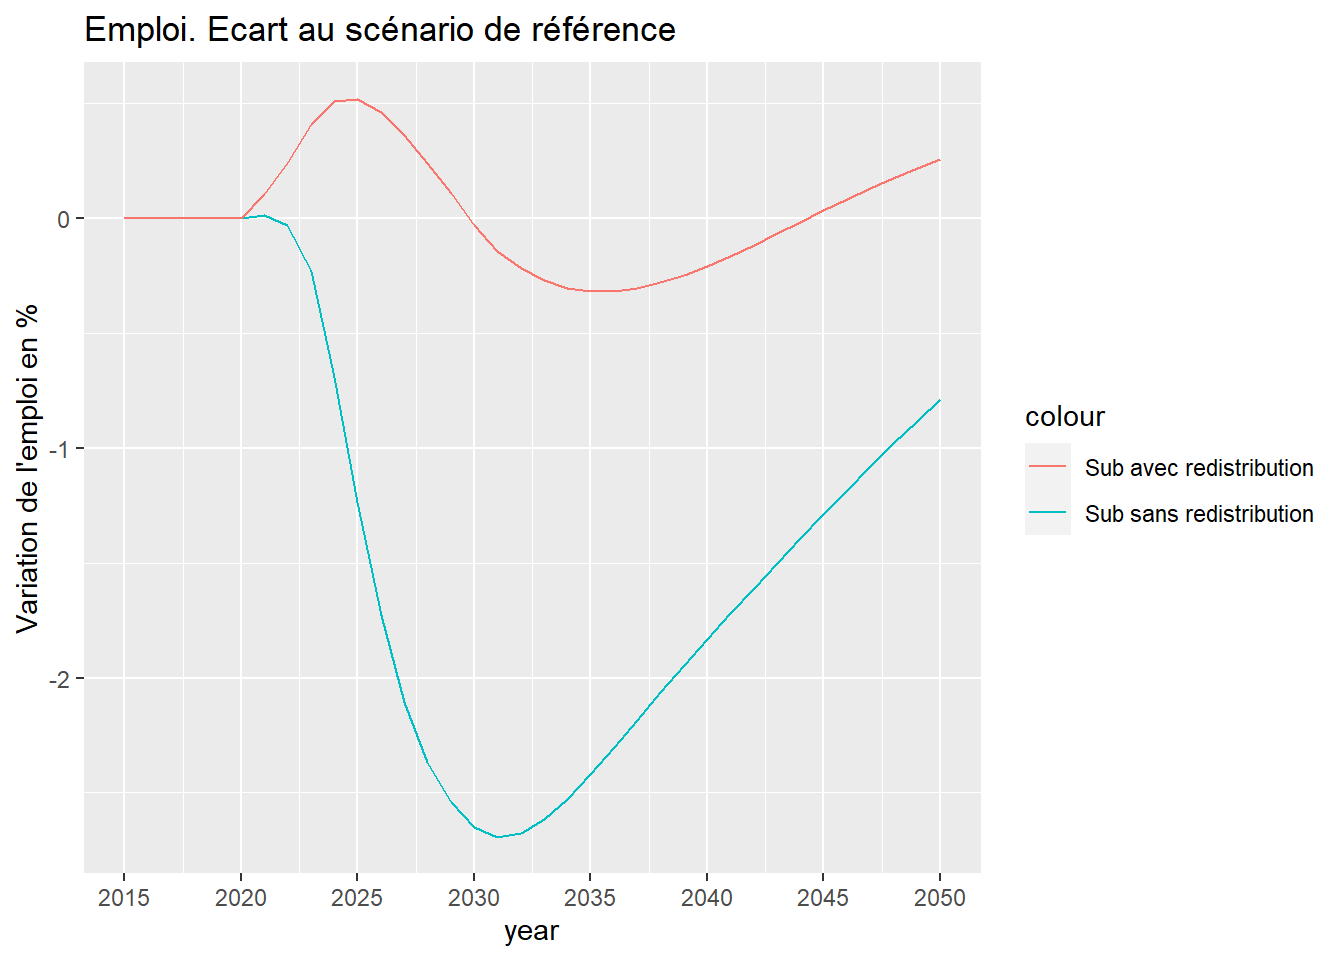 Emploi. Ecart au scénario de référence
Variation de l'emploi en %
0
-1
-2
2015 2020 2025 2030 2035 2040 2045 2050
year
colour
Sub avec redistribution
Sub sans redistribution